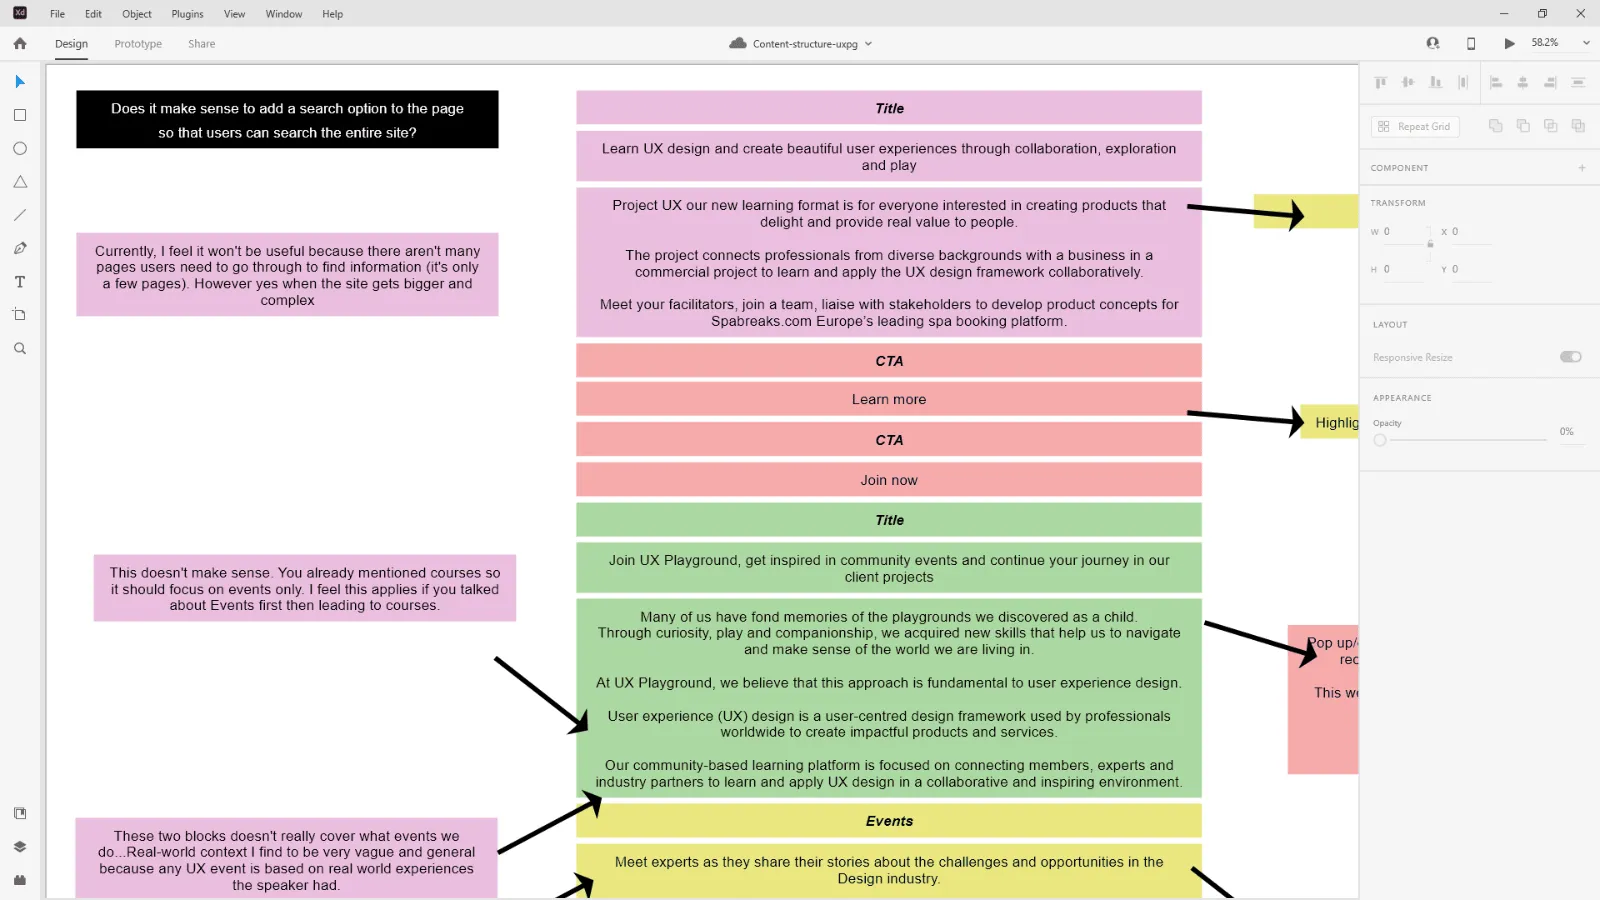 Xd File Edit Object Plugins View Window Help
Design Prototype Share Content-structure-uxpg 58.2%
Does it make sense to add a search option to the page
so that users can search the entire site?
Currently, I feel it won't be useful because there aren't many
pages users need to go through to find information (it's only
a few pages). However yes when the site gets bigger and
complex
This doesn't make sense. You already mentioned courses so
it should focus on events only. I feel this applies if you talked
about Events first then leading to courses.
These two blocks doesn't really cover what events we
do...Real-world context I find to be very vague and general
because any UX event is based on real world experiences
the speaker had.
Title
Learn UX design and create beautiful user experiences through collaboration, exploration
and play
Project UX our new learning format is for everyone interested in creating products that
delight and provide real value to people.
The project connects professionals from diverse backgrounds with a business in a
commercial project to learn and apply the UX design framework collaboratively.
Meet your facilitators, join a team, liaise with stakeholders to develop product concepts for
Spabreaks.com Europe's leading spa booking platform.
CTA
Learn more
CTA
Join now
Title
Join UX Playground, get inspired in community events and continue your journey in our
client projects
Many of us have fond memories of the playgrounds we discovered as a child.
Through curiosity, play and companionship, we acquired new skills that help us to navigate
and make sense of the world we are living in.
At UX Playground, we believe that this approach is fundamental to user experience design.
User experience (UX) design is a user-centred design framework used by professionals
worldwide to create impactful products and services.
Our community-based learning platform is focused on connecting members, experts and
industry partners to learn and apply UX design in a collaborative and inspiring environment.
Events
Meet experts as they share their stories about the challenges and opportunities in the
Design industry.
Highlig
Pop up/
rec
This we
Repeat Grid
COMPONENT
TRANSFORM
W 0 X 0
H 0 Y 0
LAYOUT
Responsive Resize
APPEARANCE
Opacity
0%